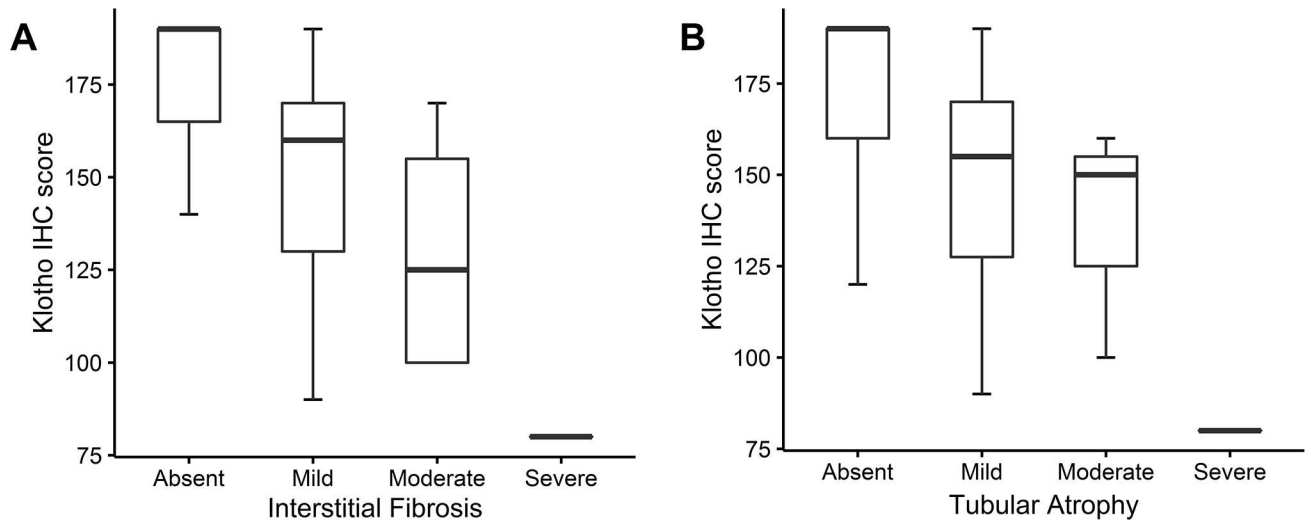 A
Klotho IHC score
175
150
125
100
75
Absent Mild Moderate Severe
Interstitial Fibrosis
B
Klotho IHC score
175
150
125
100
75
Absent Mild Moderate Severe
Tubular Atrophy